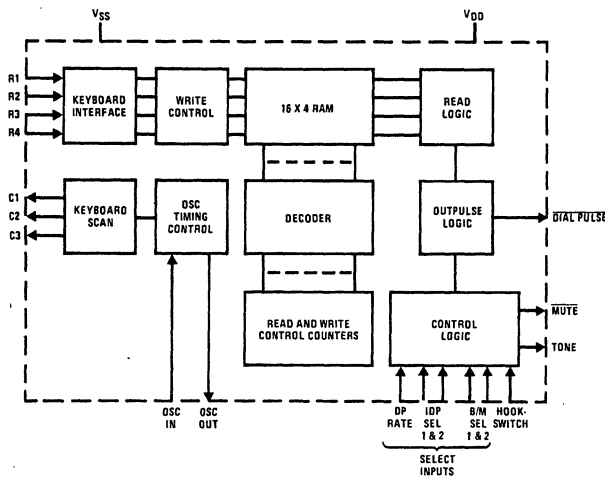 VSS
VDD
R1
R2
R3
R4
KEYBOARD
INTERFACE
WRITE
CONTROL
16 X 4 RAM
READ
LOGIC
C1
C2
C3
KEYBOARD
SCAN
OSC
TIMING
CONTROL
DECODER
OUTPULSE
LOGIC
DIAL PULSE
READ AND WRITE
CONTROL COUNTERS
CONTROL
LOGIC
MUTE
TONE
OSC
IN
OSC
OUT
DP
RATE
IDP
SEL
1 & 2
B/M
SEL
1 & 2
HOOK-
SWITCH
SELECT
INPUTS